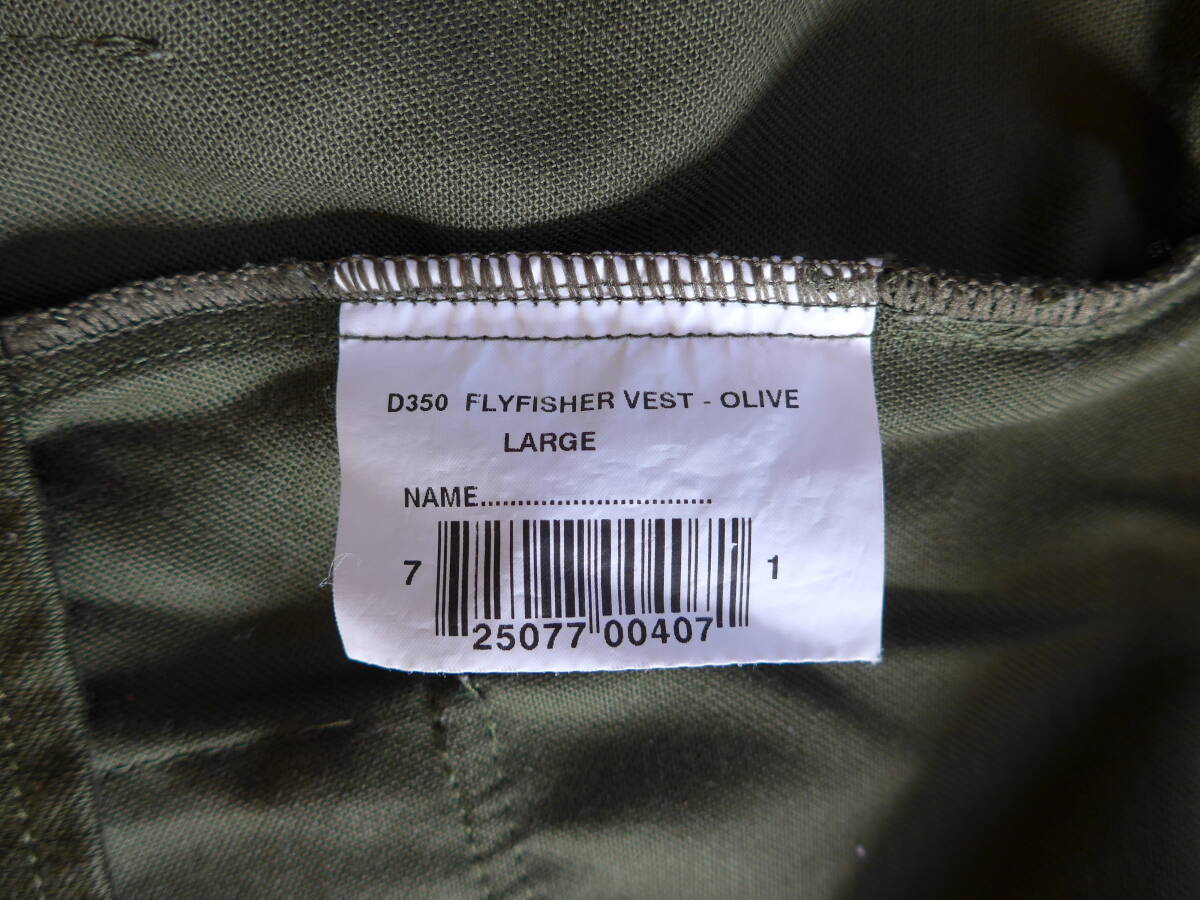 D350 FLYFISHER VEST - OLIVE
LARGE
NAME...............................
7 25077 00407 1